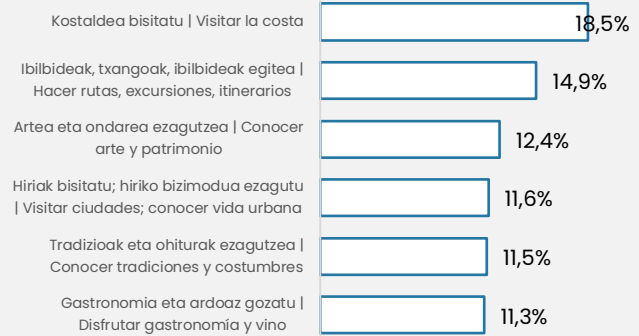 Kostaldea bisitatu | Visitar la costa
18,5%
Ibilbideak, txangoak, ibilbideak egitea |
Hacer rutas, excursiones, itinerarios
14,9%
Artea eta ondarea ezagutzea | Conocer
arte y patrimonio
12,4%
Hiriak bisitatu; hiriko bizimodua ezagutu
| Visitar ciudades; conocer vida urbana
11,6%
Tradizioak eta ohiturak ezagutzea |
Conocer tradiciones y costumbres
11,5%
Gastronomia eta ardoaz gozatu |
Disfrutar gastronomía y vino
11,3%